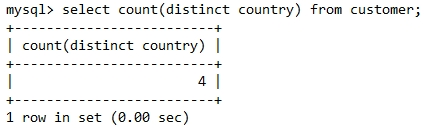 mysql> select count(distinct country) from customer;
+-------------------------+
| count(distinct country) |
+-------------------------+
|                       4 |
+-------------------------+
1 row in set (0.00 sec)